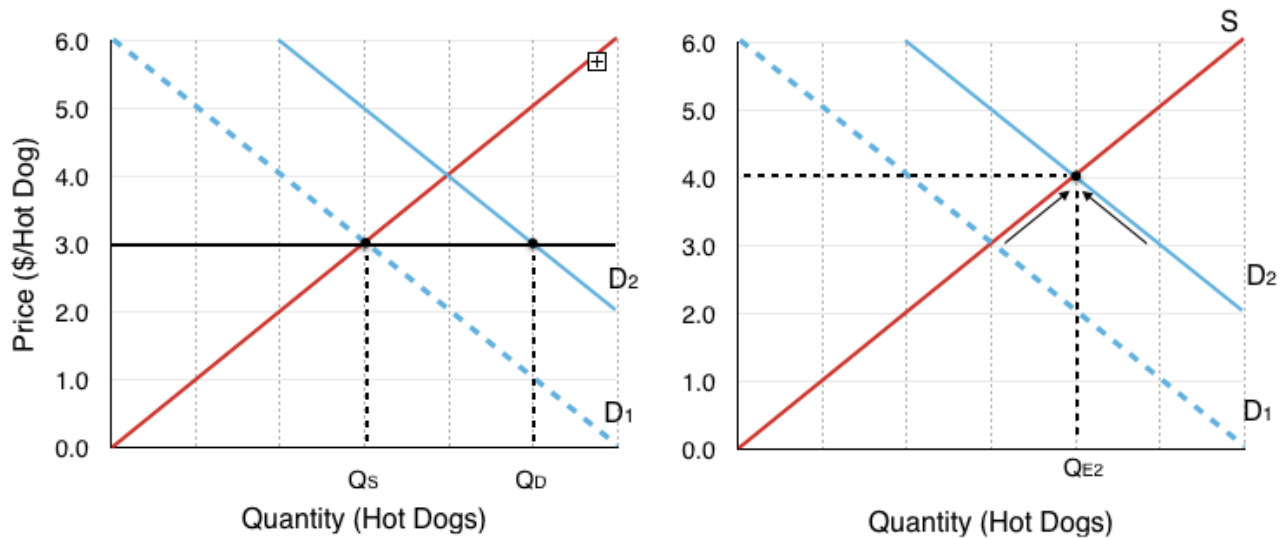 6.0
5.0
4.0
3.0
2.0
1.0
0.0
Price ($/Hot Dog)
D2
D1
QS QD
Quantity (Hot Dogs)
S
6.0
5.0
4.0
3.0
2.0
1.0
0.0
D2
D1
QE2
Quantity (Hot Dogs)